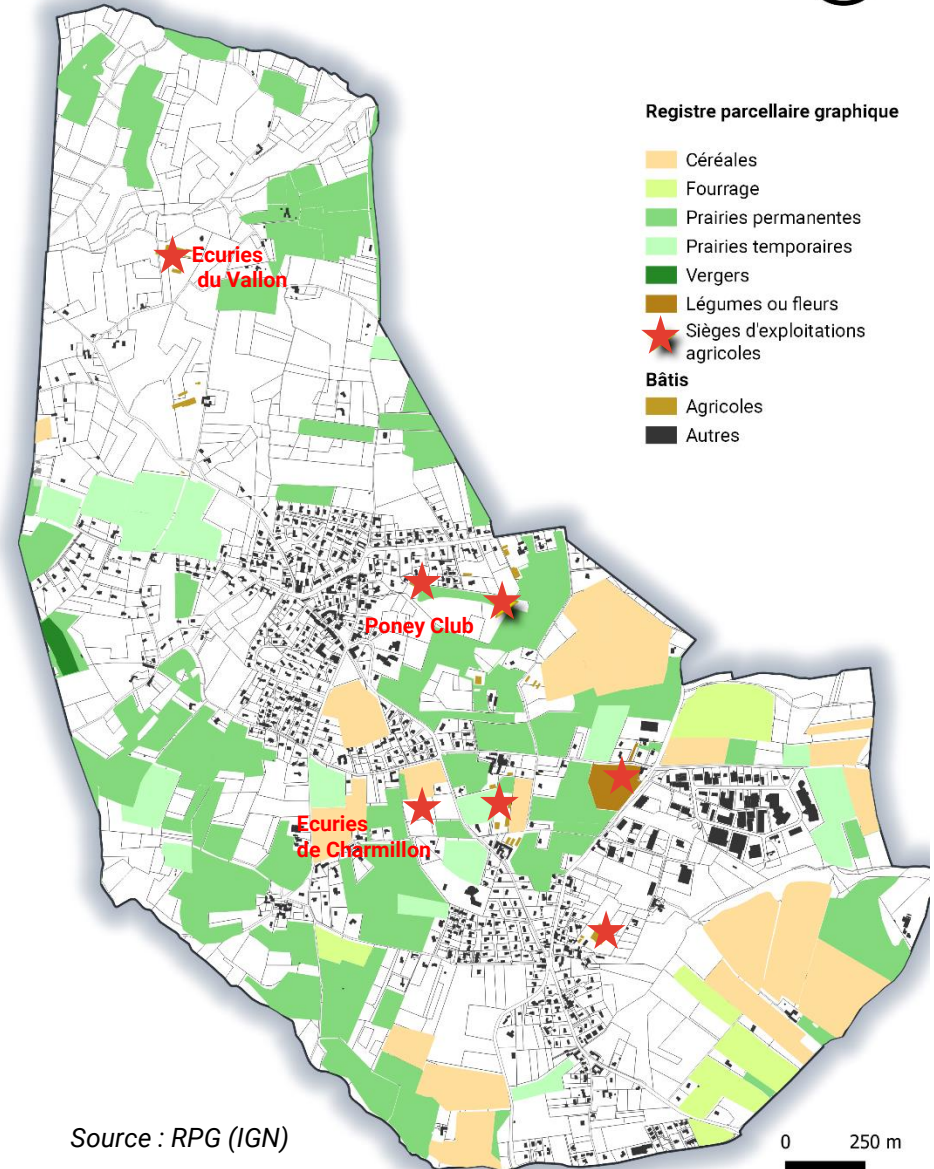 Registre parcellaire graphique
Céréales
Fourrage
Prairies permanentes
Prairies temporaires
Vergers
Légumes ou fleurs
Sièges d'exploitations
agricoles
Bâtis
Agricoles
Autres
Ecuries
du Vallon
Poney Club
Ecuries
de Charmillon
Source : RPG (IGN)
0 250 m